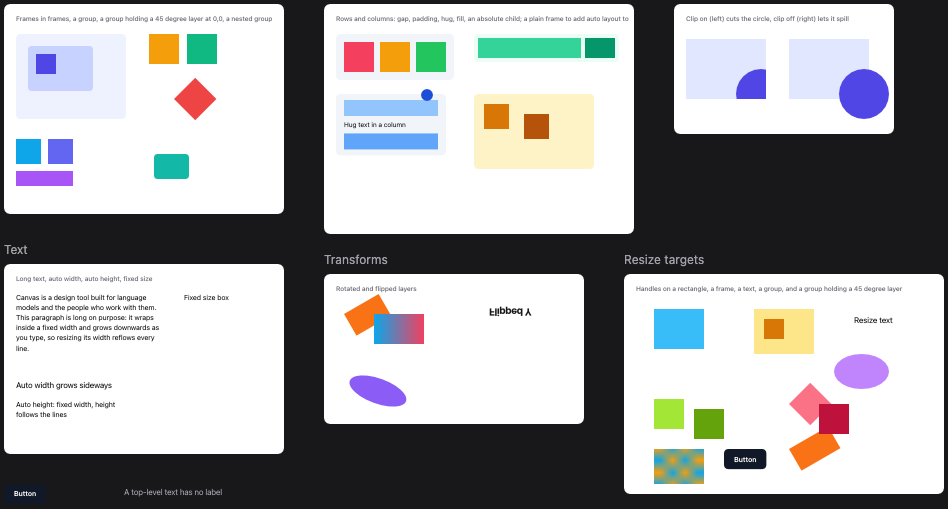 Frames in frames, a group, a group holding a 45 degree layer at 0,0, a nested group
Rows and columns: gap, padding, hug, fill, an absolute child; a plain frame to add auto layout to
Hug text in a column
Clip on (left) cuts the circle, clip off (right) lets it spill
Text
Long text, auto width, auto height, fixed size
Canvas is a design tool built for language
models and the people who work with them.
This paragraph is long on purpose: it wraps
inside a fixed width and grows downwards as
you type, so resizing its width reflows every
line.
Fixed size box
Auto width grows sideways
Auto height: fixed width, height
follows the lines
Transforms
Rotated and flipped layers
Flipped Y
Resize targets
Handles on a rectangle, a frame, a text, a group, and a group holding a 45 degree layer
Resize text
Button
Button
A top-level text has no label